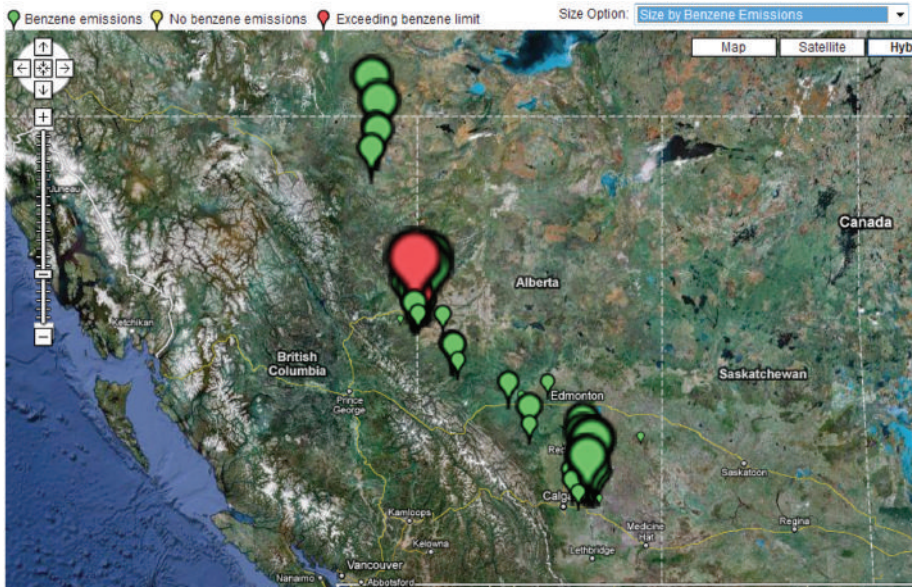 Benzene emissions No benzene emissions Exceeding benzene limit Size Option: Size by Benzene Emissions
Map Satellite Hyb
Juneau
Canada
Alberta
Ketchikan
British
Columbia
Saskatchewan
Prince
George
Edmonton
Saskatoon
Kamloops
Medicine
Hat
Regina
Kelowna
Lethbridge
Vancouver
Nanaimo
Abbotsford